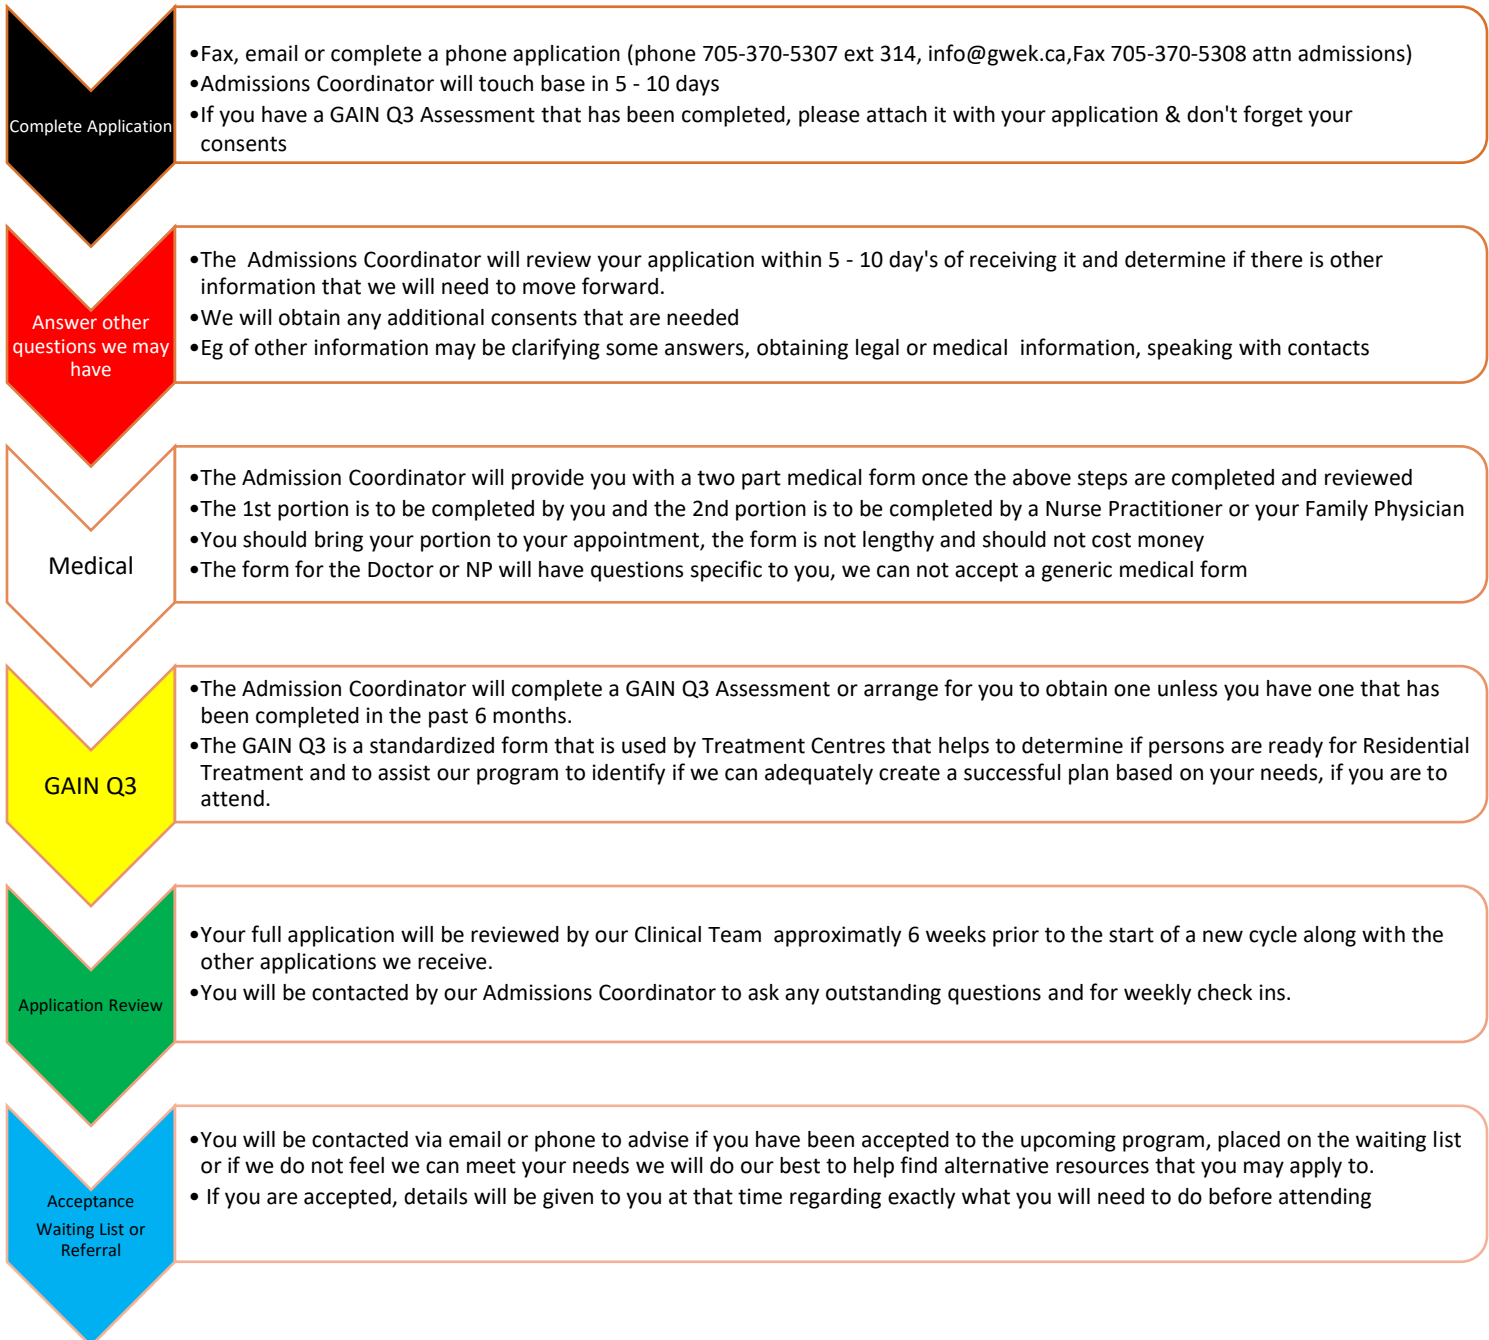 Complete Application
•Fax, email or complete a phone application (phone 705-370-5307 ext 314, info@gwek.ca,Fax 705-370-5308 attn admissions)
•Admissions Coordinator will touch base in 5 - 10 days
•If you have a GAIN Q3 Assessment that has been completed, please attach it with your application & don't forget your
consents
Answer other
questions we may
have
•The  Admissions Coordinator will review your application within 5 - 10 day's of receiving it and determine if there is other
information that we will need to move forward.
•We will obtain any additional consents that are needed
•Eg of other information may be clarifying some answers, obtaining legal or medical  information, speaking with contacts
Medical
•The Admission Coordinator will provide you with a two part medical form once the above steps are completed and reviewed
•The 1st portion is to be completed by you and the 2nd portion is to be completed by a Nurse Practitioner or your Family Physician
•You should bring your portion to your appointment, the form is not lengthy and should not cost money
•The form for the Doctor or NP will have questions specific to you, we can not accept a generic medical form
GAIN Q3
•The Admission Coordinator will complete a GAIN Q3 Assessment or arrange for you to obtain one unless you have one that has
been completed in the past 6 months.
•The GAIN Q3 is a standardized form that is used by Treatment Centres that helps to determine if persons are ready for Residential
Treatment and to assist our program to identify if we can adequately create a successful plan based on your needs, if you are to
attend.
Application Review
•Your full application will be reviewed by our Clinical Team  approximatly 6 weeks prior to the start of a new cycle along with the
other applications we receive.
•You will be contacted by our Admissions Coordinator to ask any outstanding questions and for weekly check ins.
Acceptance
Waiting List or
Referral
•You will be contacted via email or phone to advise if you have been accepted to the upcoming program, placed on the waiting list
or if we do not feel we can meet your needs we will do our best to help find alternative resources that you may apply to.
• If you are accepted, details will be given to you at that time regarding exactly what you will need to do before attending